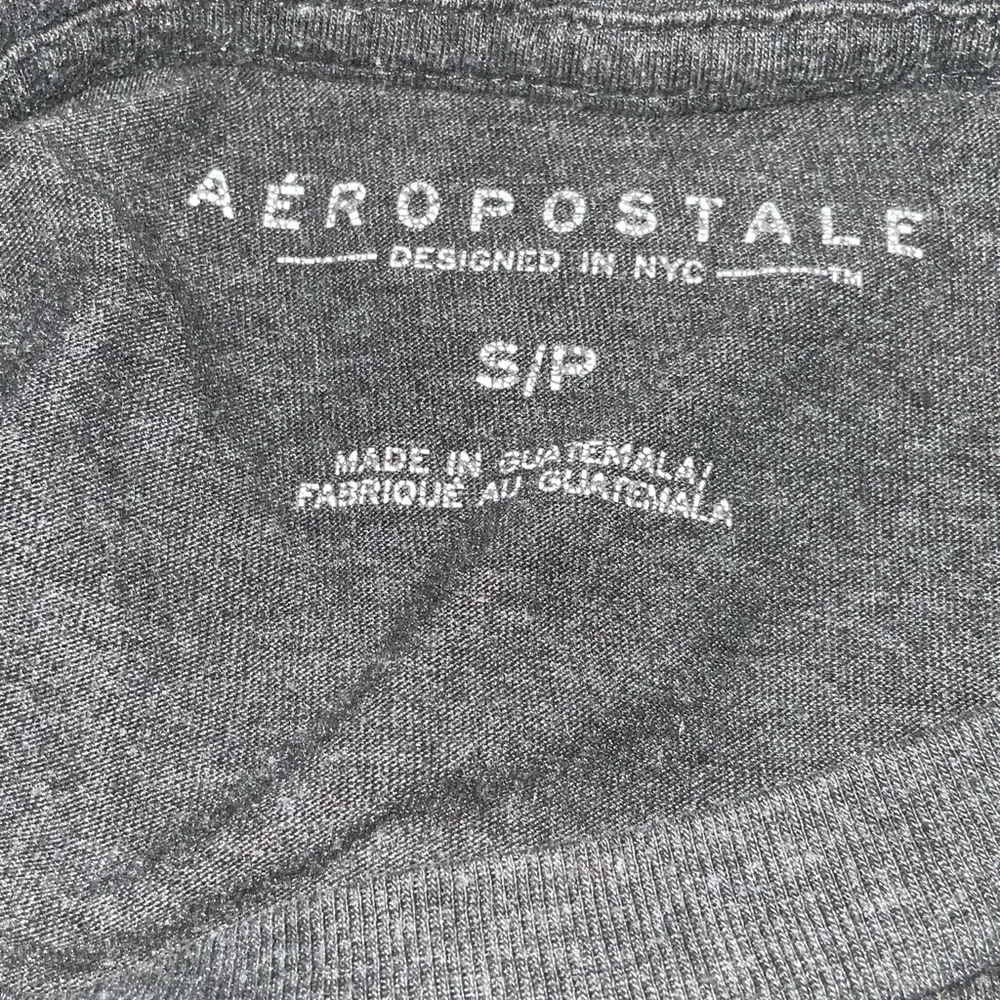 AÉROPOSTALE
DESIGNED IN NYC TM
S/P
MADE IN GUATEMALA/
FABRIQUÉ AU GUATEMALA